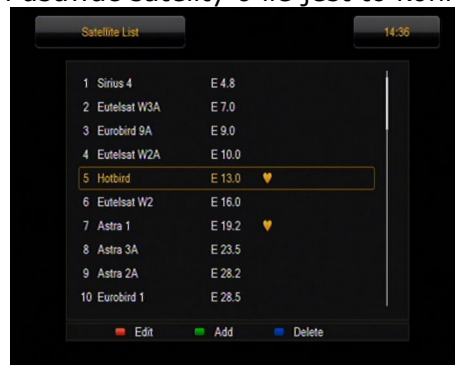 Satellite List 14:36
1 Sirius 4 E 4.8
2 Eutelsat W3A E 7.0
3 Eurobird 9A E 9.0
4 Eutelsat W2A E 10.0
5 Hotbird E 13.0
6 Eutelsat W2 E 16.0
7 Astra 1 E 19.2
8 Astra 3A E 23.5
9 Astra 2A E 28.2
10 Eurobird 1 E 28.5
Edit Add Delete